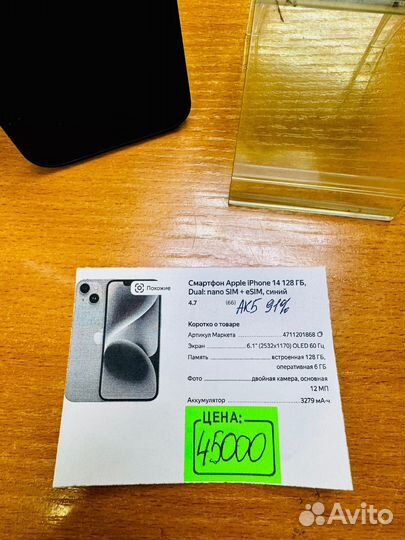 Похожие
Смартфон Apple iPhone 14 128 ГБ,
Dual: nano SIM + eSIM, синий
4.7 (66) АКБ 91%
Коротко о товаре
Артикул Маркета 4711201868
Экран 6.1" (2532x1170) OLED 60 Гц
Память встроенная 128 ГБ,
оперативная 6 ГБ
Фото двойная камера, основная
12 МП
Аккумулятор 3279 мА·ч
ЦЕНА:
45000
Avito